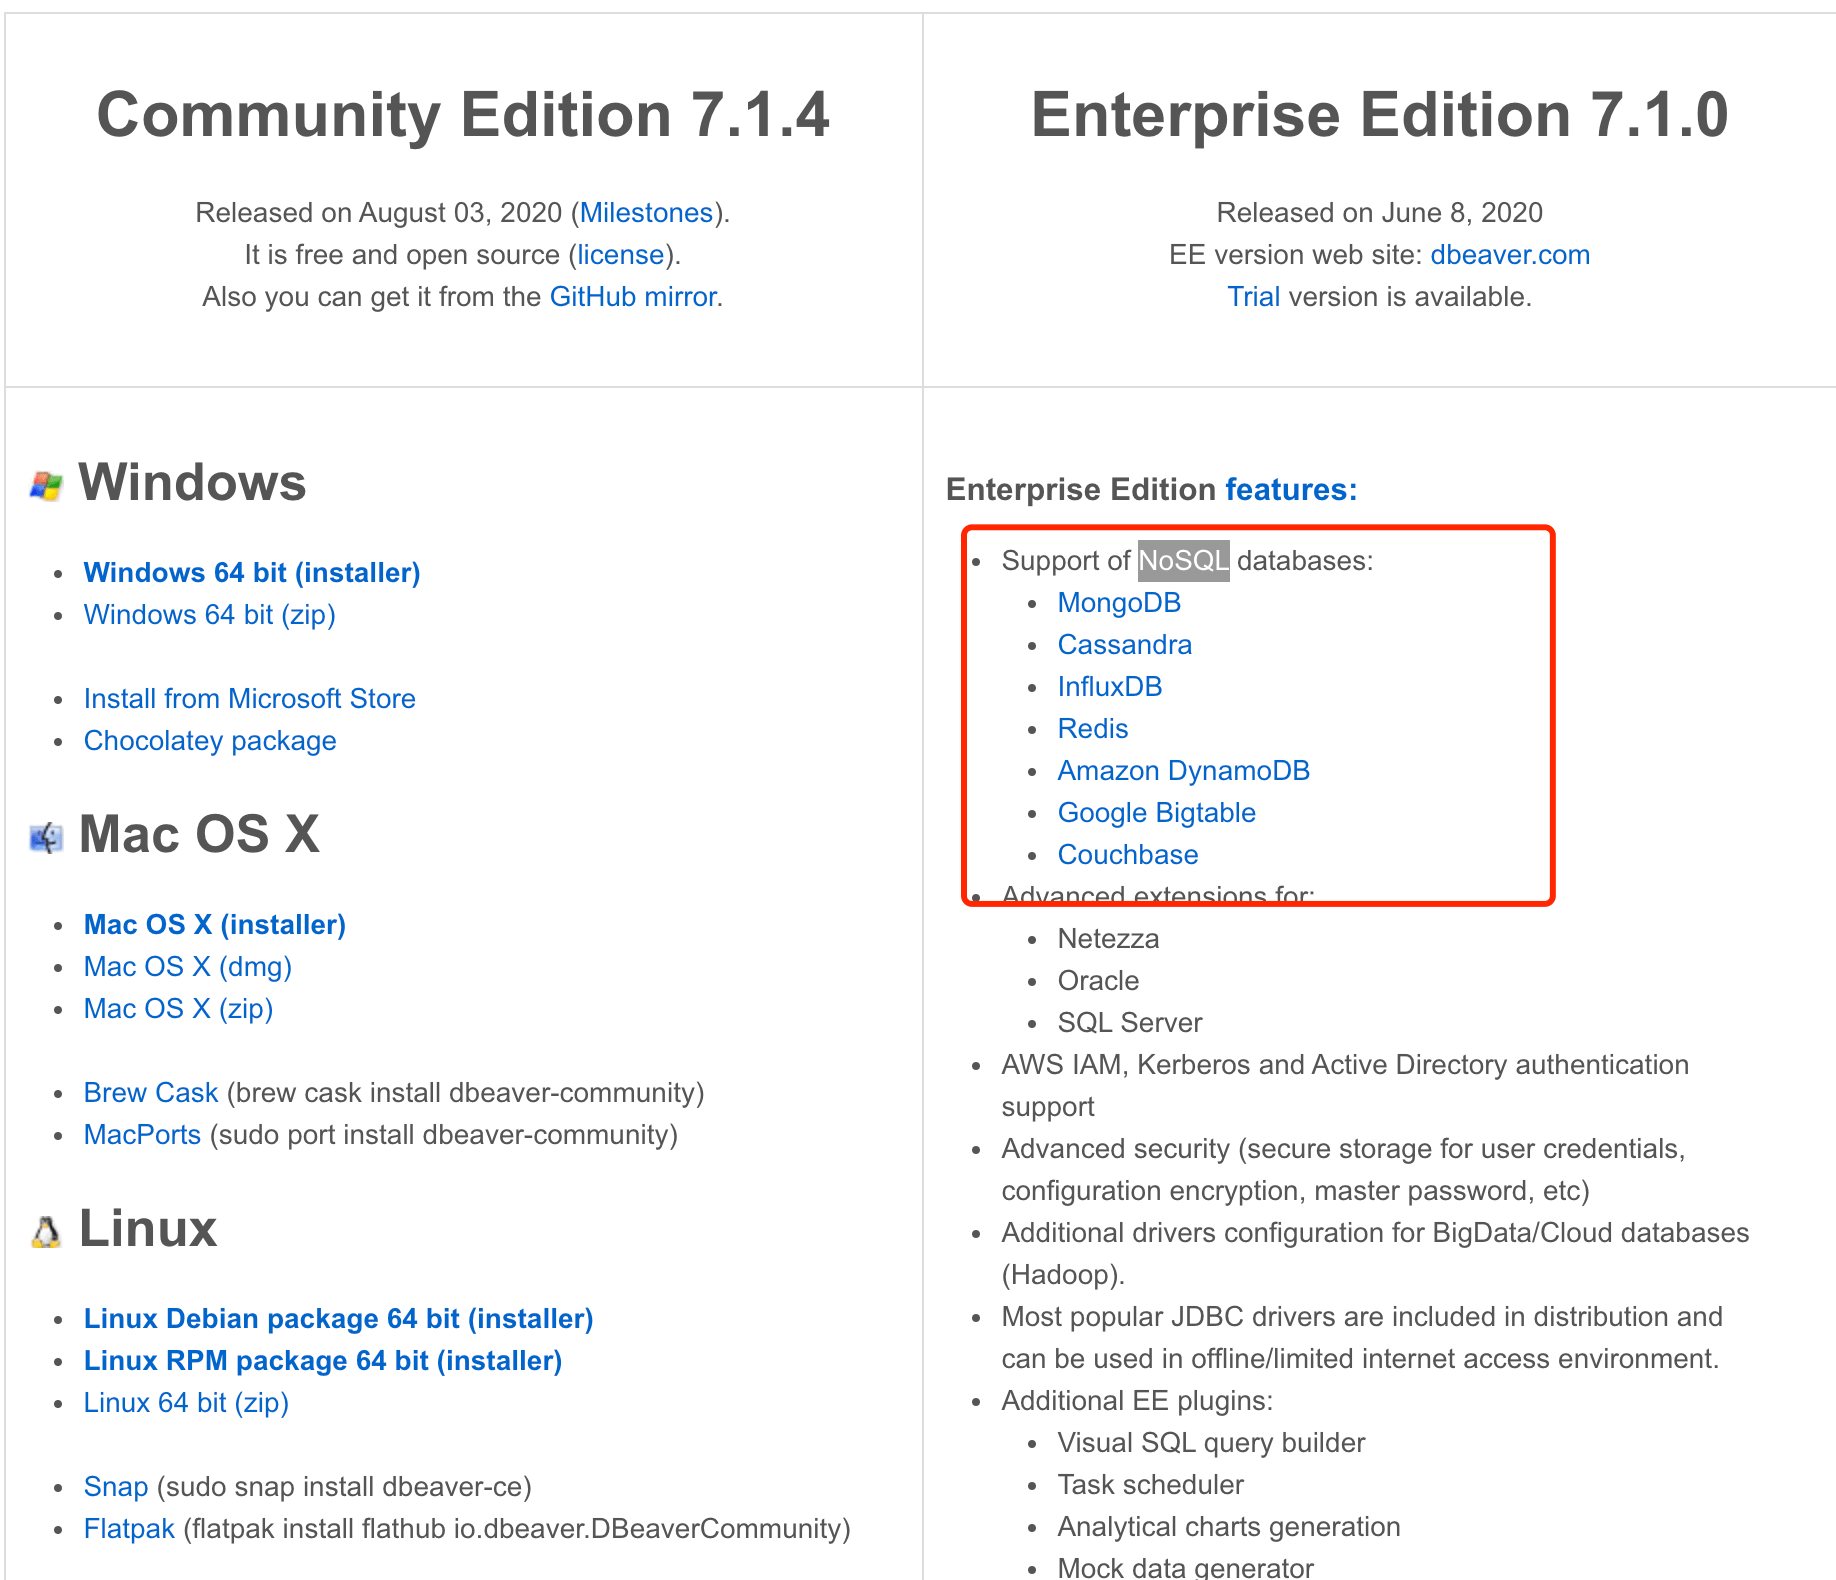 Community Edition 7.1.4
Released on August 03, 2020 (Milestones).
It is free and open source (license).
Also you can get it from the GitHub mirror.
Enterprise Edition 7.1.0
Released on June 8, 2020
EE version web site: dbeaver.com
Trial version is available.
Windows
Windows 64 bit (installer)
Windows 64 bit (zip)
Install from Microsoft Store
Chocolatey package
Mac OS X
Mac OS X (installer)
Mac OS X (dmg)
Mac OS X (zip)
Brew Cask (brew cask install dbeaver-community)
MacPorts (sudo port install dbeaver-community)
Linux
Linux Debian package 64 bit (installer)
Linux RPM package 64 bit (installer)
Linux 64 bit (zip)
Snap (sudo snap install dbeaver-ce)
Flatpak (flatpak install flathub io.dbeaver.DBeaverCommunity)
Enterprise Edition features:
Support of NoSQL databases:
MongoDB
Cassandra
InfluxDB
Redis
Amazon DynamoDB
Google Bigtable
Couchbase
Advanced extensions for:
Netezza
Oracle
SQL Server
AWS IAM, Kerberos and Active Directory authentication
support
Advanced security (secure storage for user credentials,
configuration encryption, master password, etc)
Additional drivers configuration for BigData/Cloud databases
(Hadoop).
Most popular JDBC drivers are included in distribution and
can be used in offline/limited internet access environment.
Additional EE plugins:
Visual SQL query builder
Task scheduler
Analytical charts generation
Mock data generator